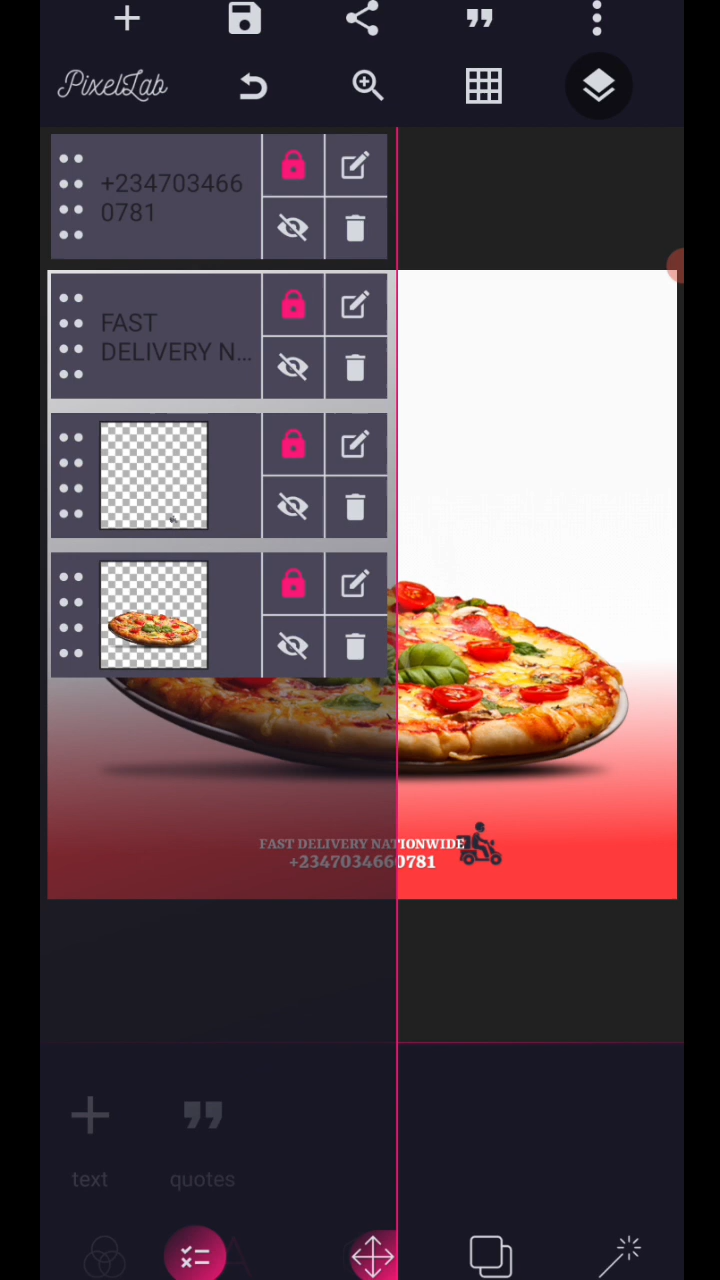 PixelLab
+234703466
0781
FAST
DELIVERY N...
FAST DELIVERY NATIONWIDE
+2347034660781
text
quotes